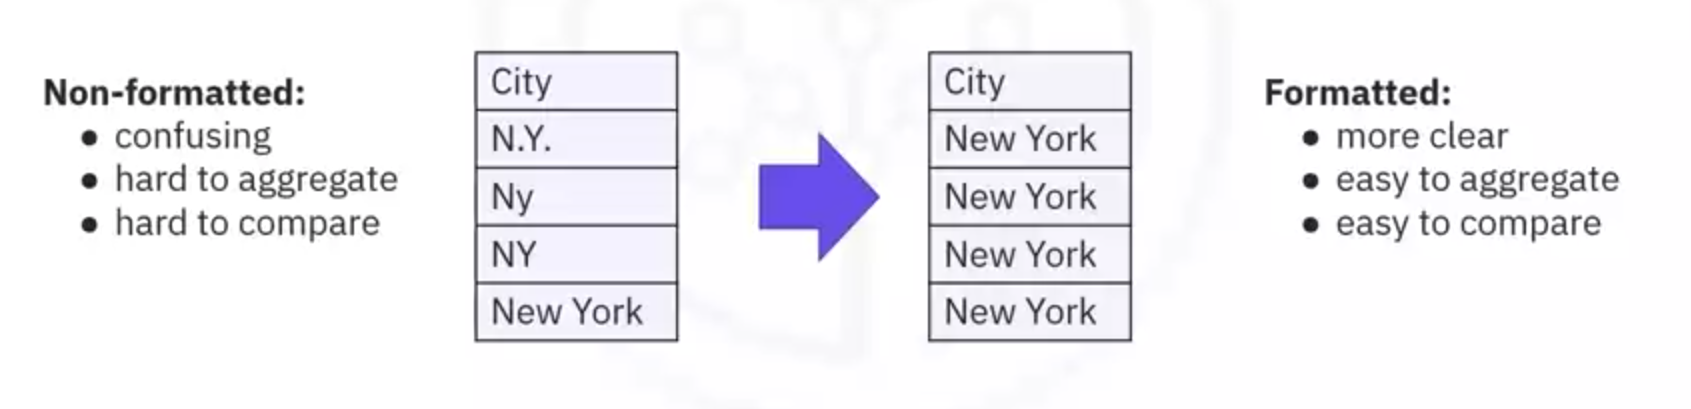 Non-formatted:
● confusing
● hard to aggregate
● hard to compare
City
N.Y.
Ny
NY
New York
City
New York
New York
New York
New York
Formatted:
● more clear
● easy to aggregate
● easy to compare